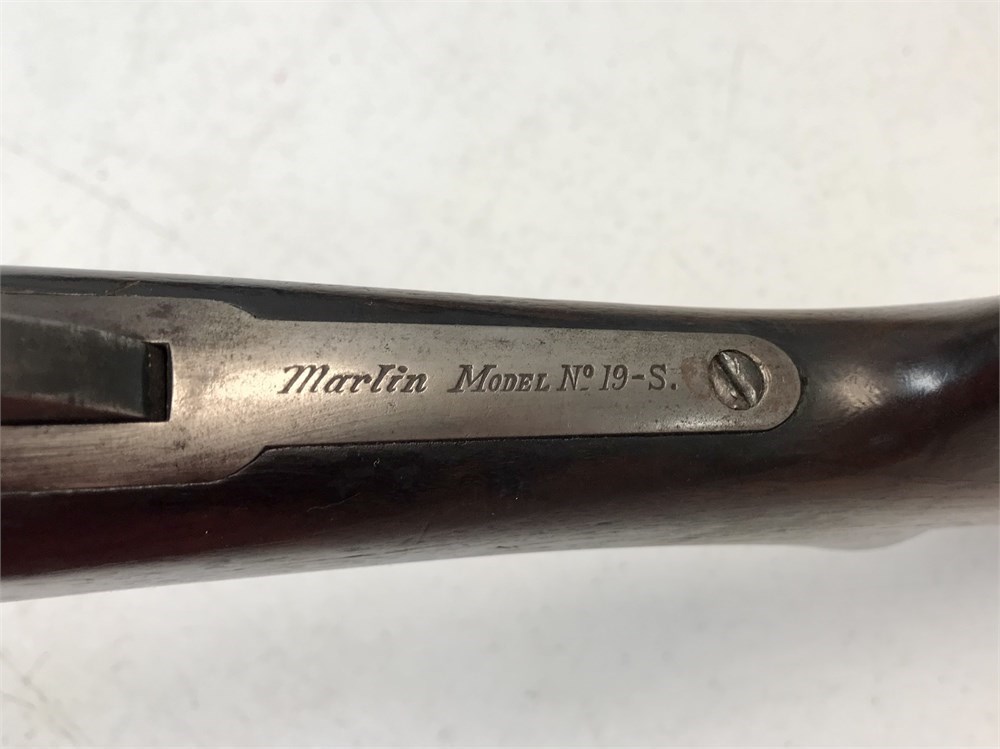 Marlin MODEL Nº 19-S.